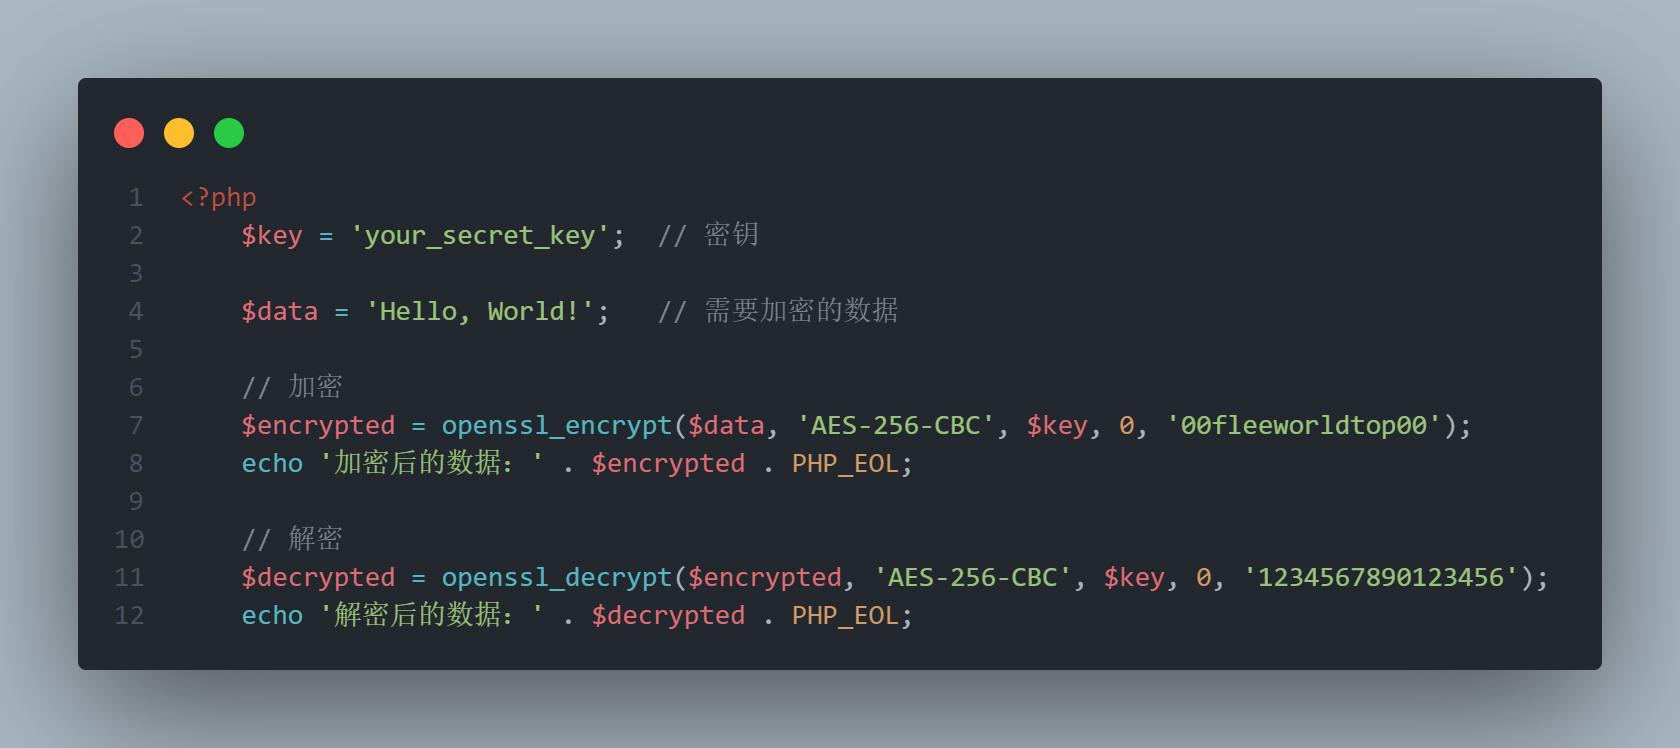 1 <?php
2     $key = 'your_secret_key';  // 密钥
3
4     $data = 'Hello, World!';   // 需要加密的数据
5
6     // 加密
7     $encrypted = openssl_encrypt($data, 'AES-256-CBC', $key, 0, '00fleeworldtop00');
8     echo '加密后的数据：' . $encrypted . PHP_EOL;
9
10     // 解密
11     $decrypted = openssl_decrypt($encrypted, 'AES-256-CBC', $key, 0, '1234567890123456');
12     echo '解密后的数据：' . $decrypted . PHP_EOL;